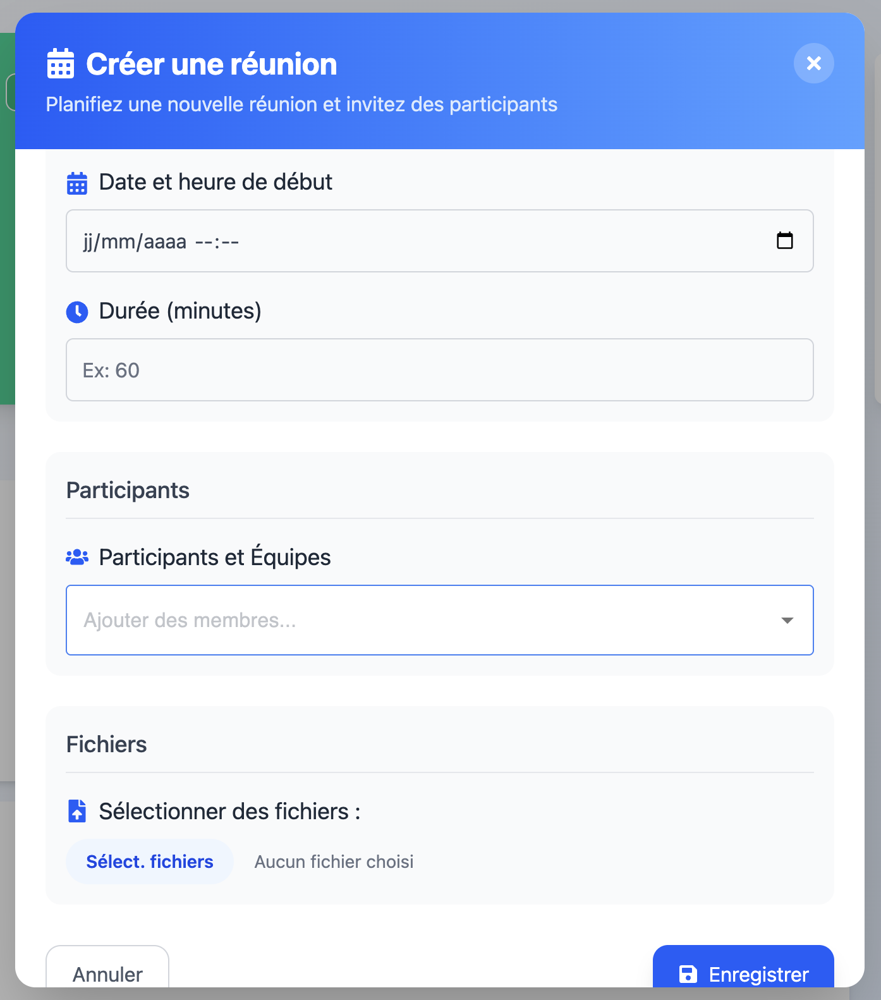 Créer une réunion
Planifiez une nouvelle réunion et invitez des participants
Date et heure de début
jj/mm/aaaa --:--
Durée (minutes)
Ex: 60
Participants
Participants et Équipes
Ajouter des membres...
Fichiers
Sélectionner des fichiers :
Sélect. fichiers Aucun fichier choisi
Annuler Enregistrer